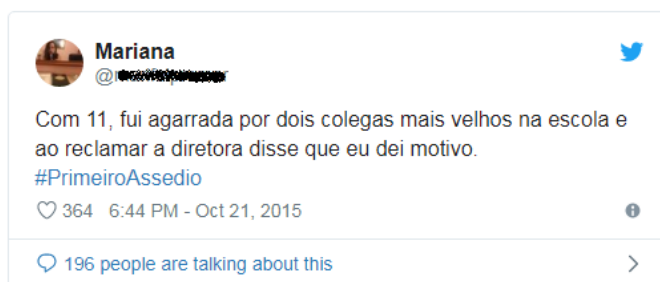 Mariana
@
Com 11, fui agarrada por dois colegas mais velhos na escola e
ao reclamar a diretora disse que eu dei motivo.
#PrimeiroAssedio
364 6:44 PM - Oct 21, 2015
196 people are talking about this